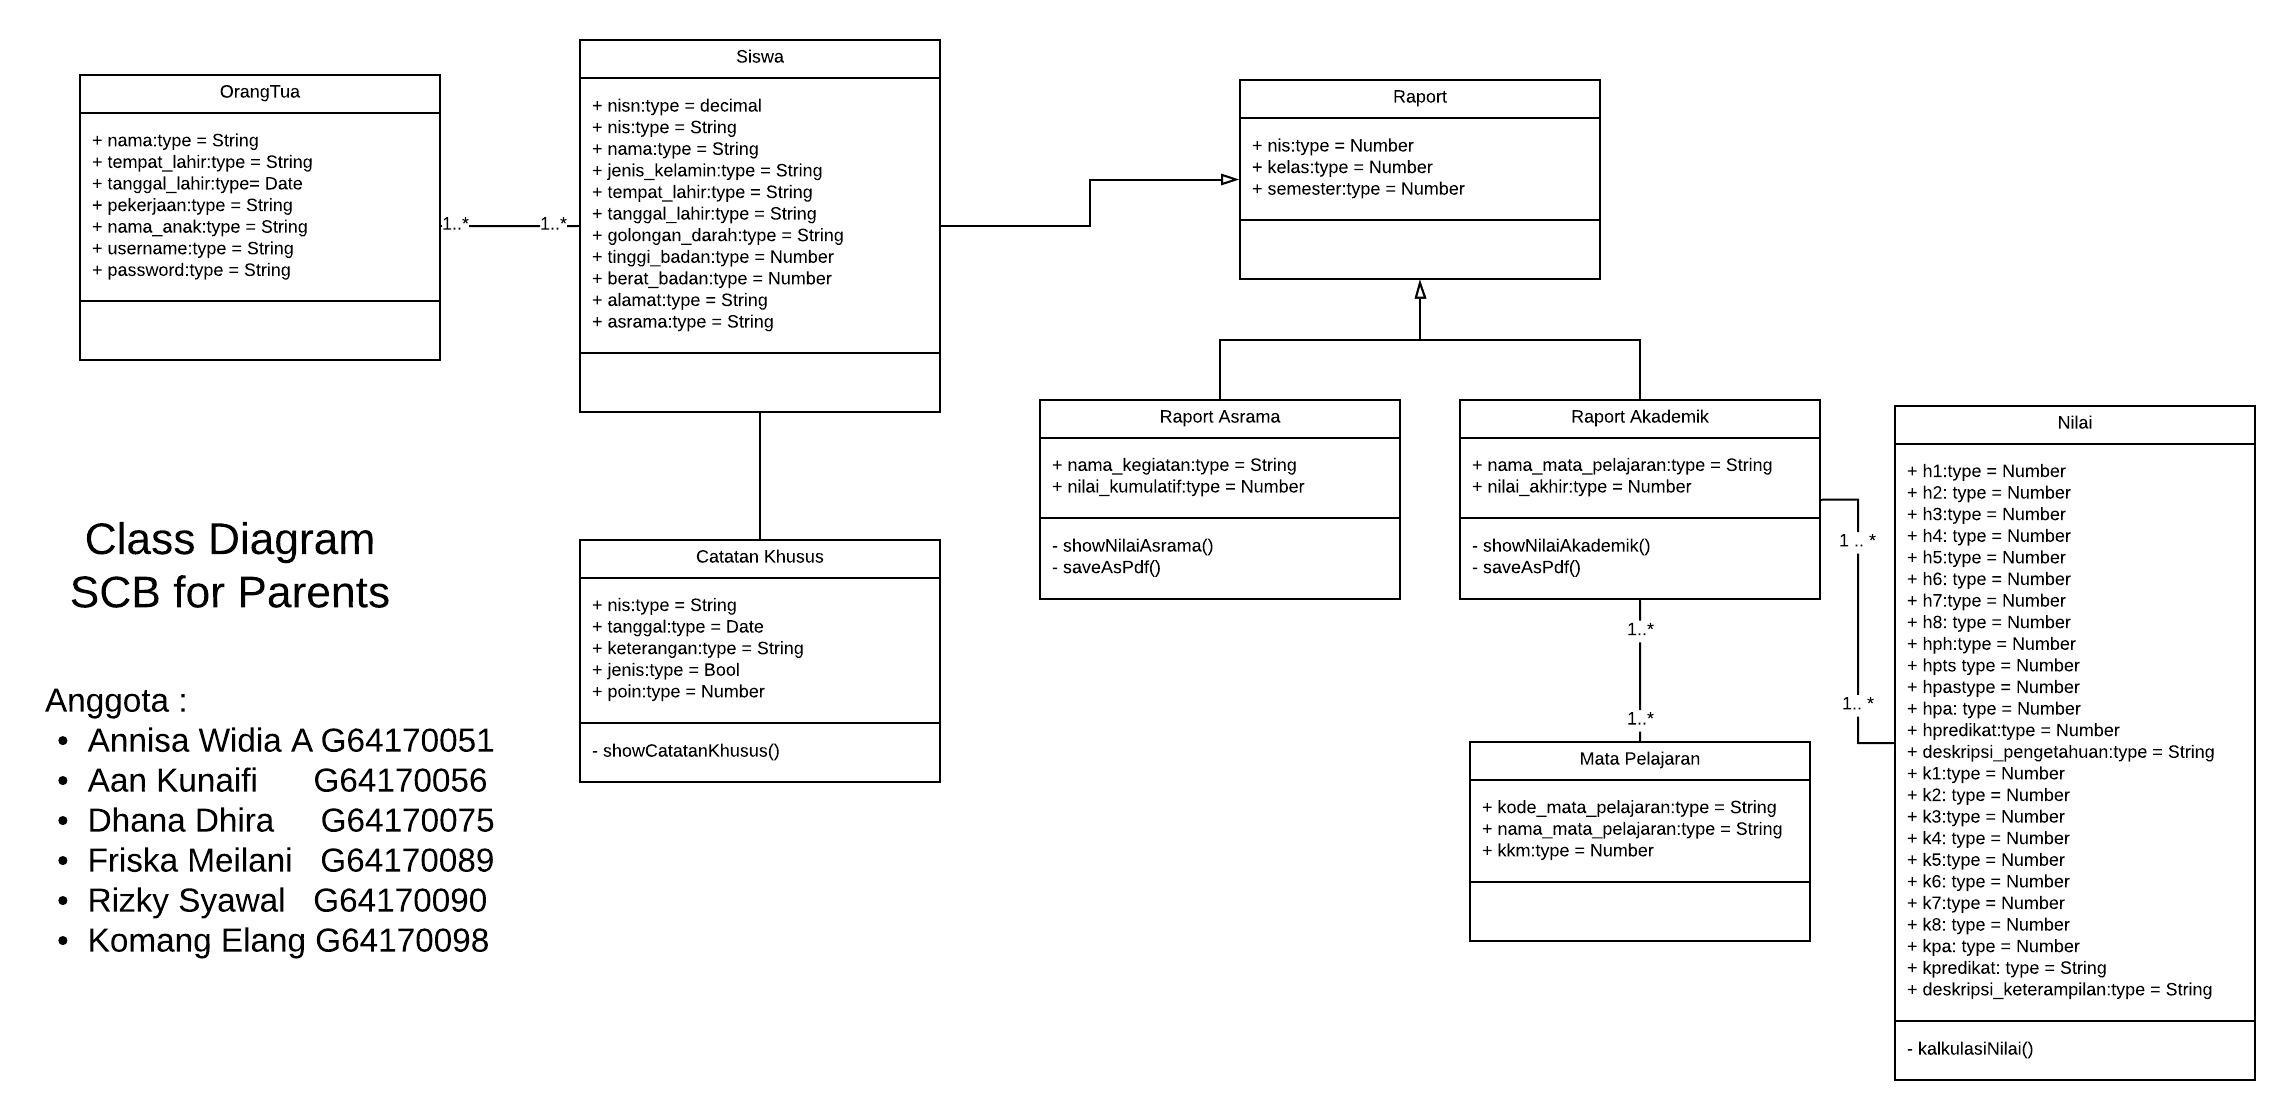 OrangTua
+ nama:type = String
+ tempat_lahir:type = String
+ tanggal_lahir:type= Date
+ pekerjaan:type = String
+ nama_anak:type = String
+ username:type = String
+ password:type = String
1..*
1..*
Siswa
+ nisn:type = decimal
+ nis:type = String
+ nama:type = String
+ jenis_kelamin:type = String
+ tempat_lahir:type = String
+ tanggal_lahir:type = String
+ golongan_darah:type = String
+ tinggi_badan:type = Number
+ berat_badan:type = Number
+ alamat:type = String
+ asrama:type = String
Raport
+ nis:type = Number
+ kelas:type = Number
+ semester:type = Number
Raport Asrama
+ nama_kegiatan:type = String
+ nilai_kumulatif:type = Number
- showNilaiAsrama()
- saveAsPdf()
Raport Akademik
+ nama_mata_pelajaran:type = String
+ nilai_akhir:type = Number
- showNilaiAkademik()
- saveAsPdf()
1 .. *
1.. *
1..*
1..*
Nilai
+ h1:type = Number
+ h2: type = Number
+ h3:type = Number
+ h4: type = Number
+ h5:type = Number
+ h6: type = Number
+ h7:type = Number
+ h8: type = Number
+ hph:type = Number
+ hpts type = Number
+ hpastype = Number
+ hpa: type = Number
+ hpredikat:type = Number
+ deskripsi_pengetahuan:type = String
+ k1:type = Number
+ k2: type = Number
+ k3:type = Number
+ k4: type = Number
+ k5:type = Number
+ k6: type = Number
+ k7:type = Number
+ k8: type = Number
+ kpa: type = Number
+ kpredikat: type = String
+ deskripsi_keterampilan:type = String
- kalkulasiNilai()
Catatan Khusus
+ nis:type = String
+ tanggal:type = Date
+ keterangan:type = String
+ jenis:type = Bool
+ poin:type = Number
- showCatatanKhusus()
Mata Pelajaran
+ kode_mata_pelajaran:type = String
+ nama_mata_pelajaran:type = String
+ kkm:type = Number
Class Diagram
SCB for Parents
Anggota :
• Annisa Widia A G64170051
• Aan Kunaifi G64170056
• Dhana Dhira G64170075
• Friska Meilani G64170089
• Rizky Syawal G64170090
• Komang Elang G64170098